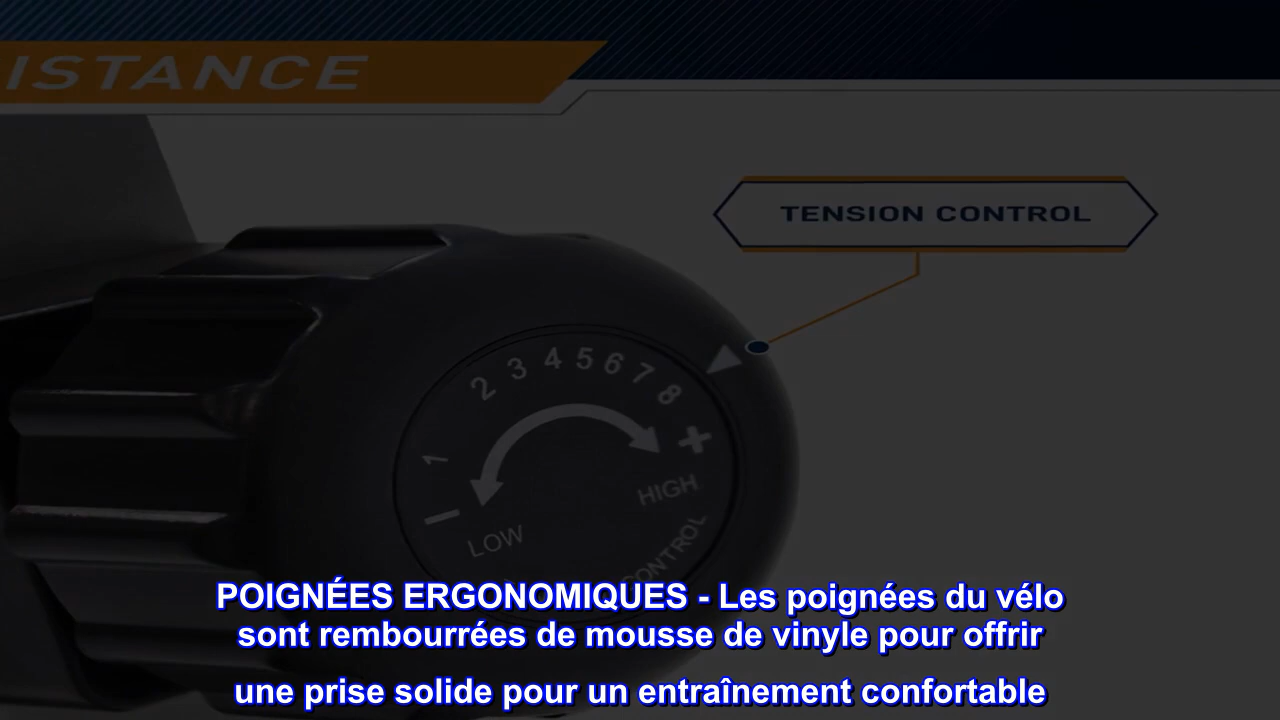 ISTANCE
TENSION CONTROL
1 2 3 4 5 6 7 8
LOW
HIGH
CONTROL
POIGNÉES ERGONOMIQUES - Les poignées du vélo
sont rembourrées de mousse de vinyle pour offrir
une prise solide pour un entraînement confortable